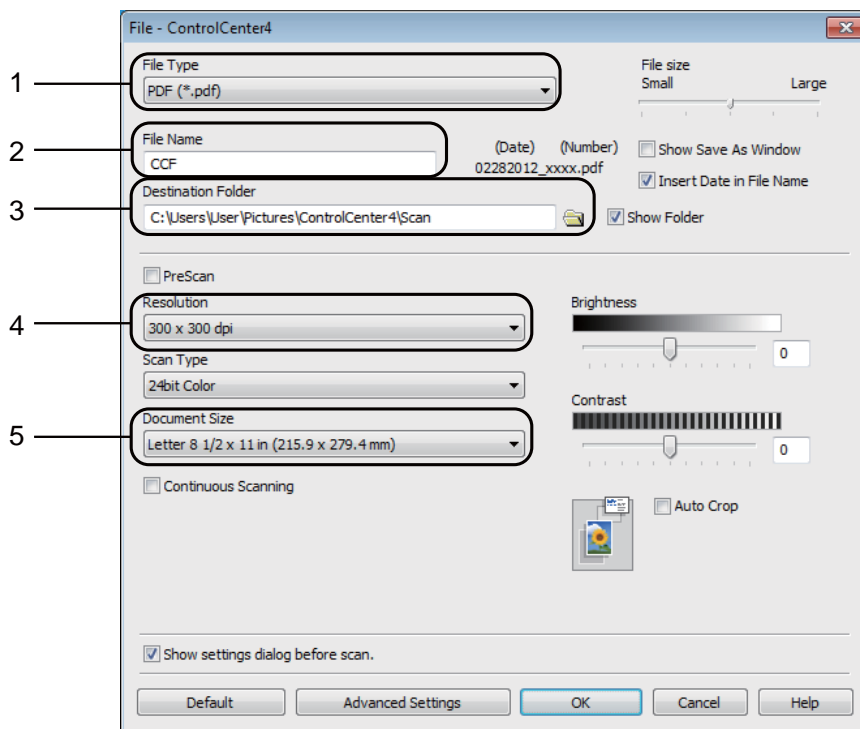 File - ControlCenter4
1
File Type
PDF (*.pdf)
File size
Small Large
2
File Name
CCF
(Date) (Number)
02282012_xxxx.pdf
Show Save As Window
Insert Date in File Name
3
Destination Folder
C:\Users\User\Pictures\ControlCenter4\Scan
Show Folder
PreScan
4
Resolution
300 x 300 dpi
Scan Type
24bit Color
5
Document Size
Letter 8 1/2 x 11 in (215.9 x 279.4 mm)
Continuous Scanning
Brightness
0
Contrast
0
Auto Crop
Show settings dialog before scan.
Default Advanced Settings OK Cancel Help